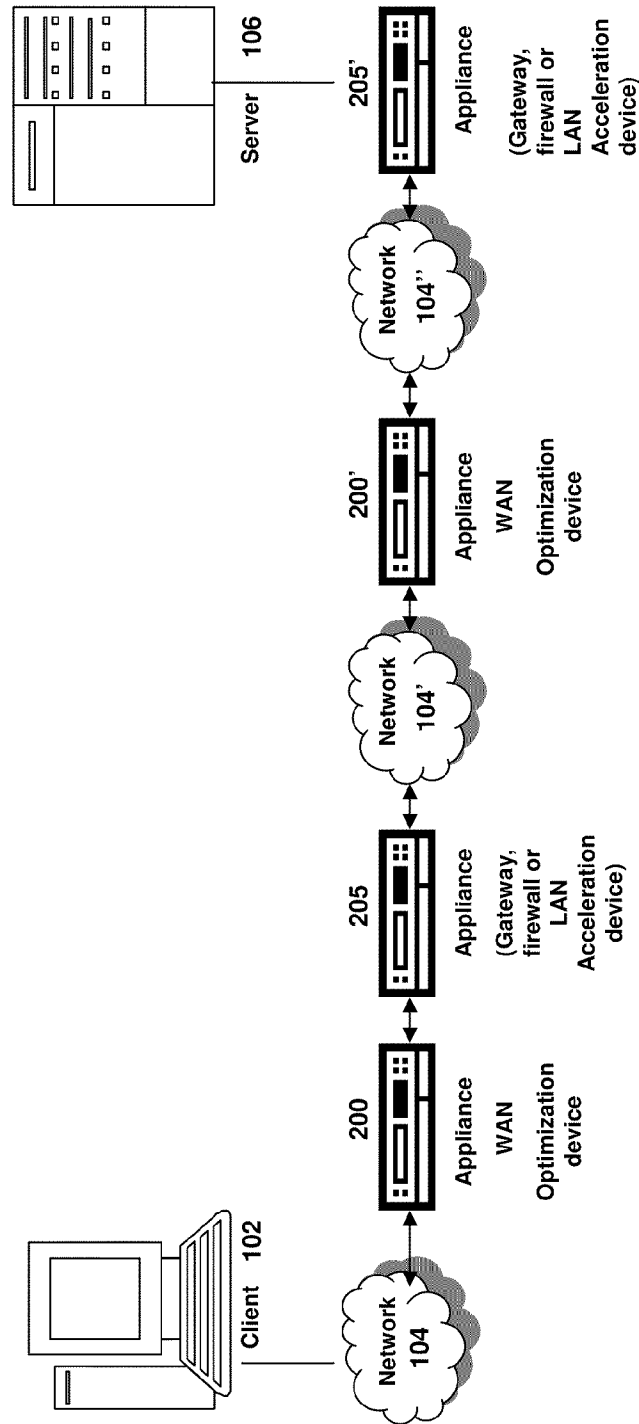 Client 102
Server 106
Network
104
200
Appliance
WAN
Optimization
device
205
Appliance
(Gateway,
firewall or
LAN
Acceleration
device)
Network
104'
200'
Appliance
WAN
Optimization
device
Network
104''
205'
Appliance
(Gateway,
firewall or
LAN
Acceleration
device)